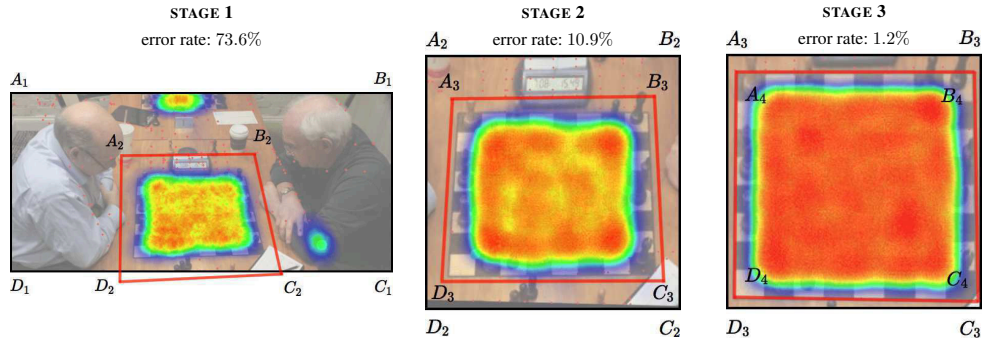 STAGE 1
error rate: 73.6%
A₁
B₁
A₂
B₂
D₁
D₂
C₂
C₁
STAGE 2
error rate: 10.9%
A₂
B₂
A₃
B₃
D₃
C₃
D₂
C₂
STAGE 3
error rate: 1.2%
A₃
B₃
A₄
B₄
D₄
C₄
D₃
C₃